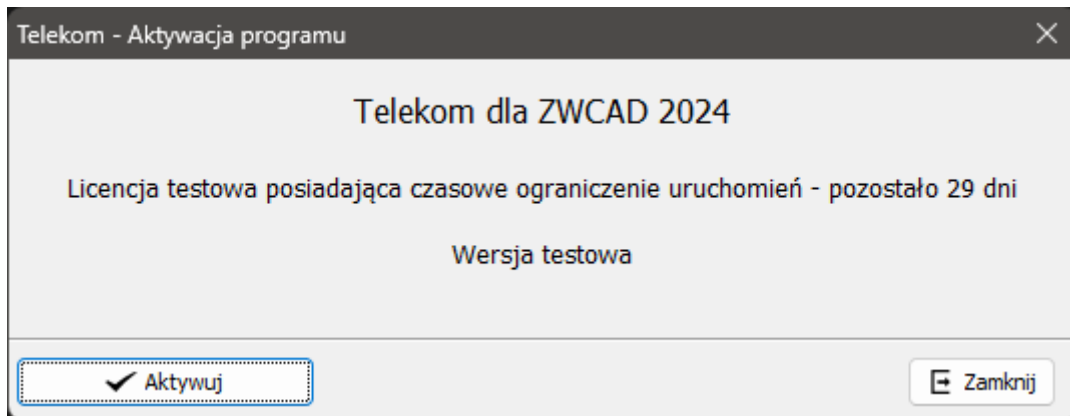 Telekom - Aktywacja programu
Telekom dla ZWCAD 2024
Licencja testowa posiadająca czasowe ograniczenie uruchomień - pozostało 29 dni
Wersja testowa
Aktywuj
Zamknij